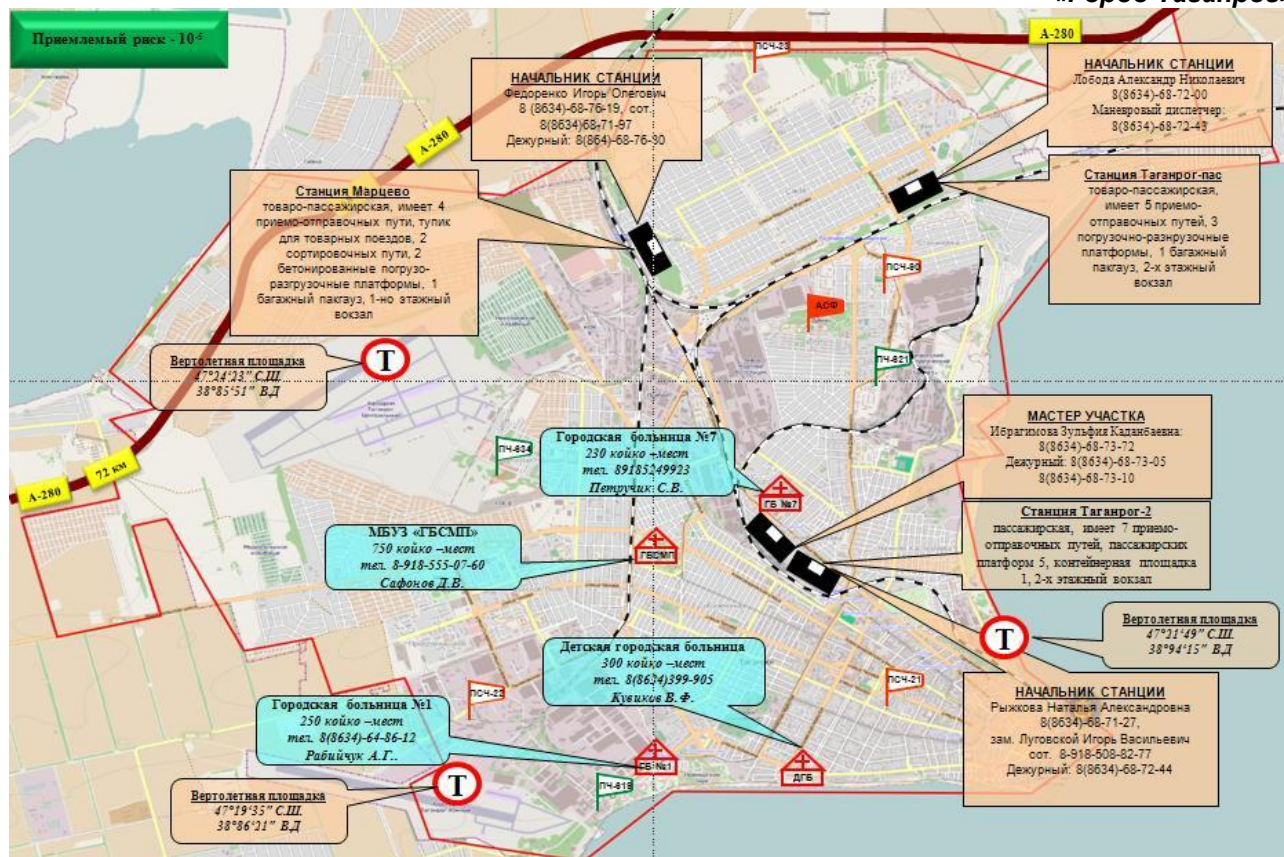 «Город Таганрог»
Приемлемый риск - 10-5
А-280
ПСЧ-23
А-280
А-280
72 км
А-280
НАЧАЛЬНИК СТАНЦИИ
Федоренко Игорь Олегович
8 (8634)-68-76-19, сот.
8(8634)68-71-97
Дежурный: 8(864)-68-76-30
НАЧАЛЬНИК СТАНЦИИ
Лобода Александр Николаевич
8(8634)-68-72-00
Маневровый диспетчер:
8(8634)-68-72-43
Станция Марцево
товаро-пассажирская, имеет 4
приемо-отправочных пути, тупик
для товарных поездов, 2
сортировочных пути, 2
бетонированные погрузо-
разгрузочные платформы, 1
багажный пакгауз, 1-но этажный
вокзал
Станция Таганрог-пас
товаро-пассажирская,
имеет 5 приемо-
отправочных путей, 3
погрузочно-разнрузочные
платформы, 1 багажный
пакгауз, 2-х этажный
вокзал
ПСЧ-80
АСФ
ПЧ-621
Вертолетная площадка
47°24‘23” С.Ш.
38°85‘51” В,Д
Т
МАСТЕР УЧАСТКА
Ибрагимова Зульфия Каданбаевна:
8(8634)-68-73-72
Дежурный: 8(8634)-68-73-05
8(8634)-68-73-10
Городская больница №7
230 койко –мест
тел. 89185249923
Петручик С.В.
ПЧ-634
ГБ №7
Станция Таганрог-2
пассажирская, имеет 7 приемо-
отправочных путей, пассажирских
платформ 5, контейнерная площадка
1, 2-х этажный вокзал
МБУЗ «ГБСМП»
750 койко –мест
тел. 8-918-555-07-60
Сафонов Д.В.
ГБСМП
Вертолетная площадка
47°21‘49” С.Ш.
38°94‘15” В,Д
Т
Детская городская больница
300 койко –мест
тел. 8(8634)399-905
Кувиков В. Ф.
ПСЧ-22
ПСЧ-21
НАЧАЛЬНИК СТАНЦИИ
Рыжкова Наталья Александровна
8(8634)-68-71-27,
зам. Луговской Игорь Васильевич
сот. 8-918-508-82-77
Дежурный: 8(8634)-68-72-44
Городская больница №1
250 койко –мест
тел. 8(8634)-64-86-12
Рабийчук А.Г..
ГБ №1
ДГБ
ПЧ-619
Т
Вертолетная площадка
47°19‘35” С.Ш.
38°86‘21” В,Д